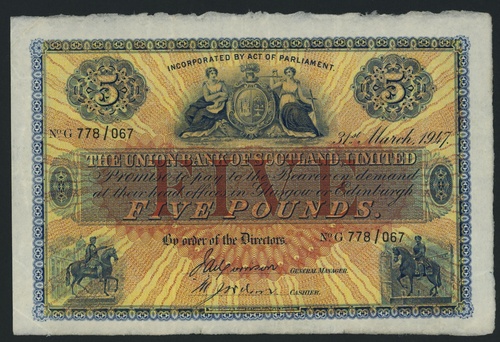 INCORPORATED BY ACT OF PARLIAMENT.
5 5
No G 778/067
31st March, 1947.
THE UNION BANK OF SCOTLAND, LIMITED
Promise to pay to the Bearer on demand
at their head offices in Glasgow or Edinburgh
FIVE
FIVE POUNDS.
By order of the Directors.
No G 778/067
GENERAL MANAGER.
CASHIER.